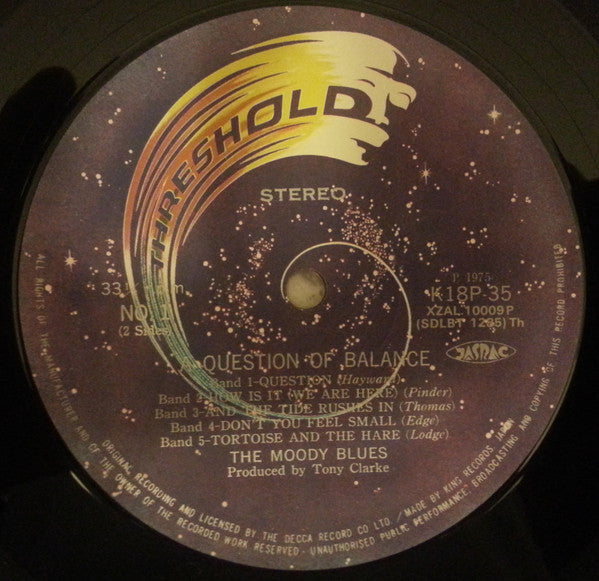 THRESHOLD
STEREO
33⅓ rpm
NO. 1
(2 Sides)
P. 1975
K18P-35
XZAL 10009P
(SDLBT 1285) Th
JASRAC
A QUESTION OF BALANCE
Band 1-QUESTION (Hayward)
Band 2-HOW IS IT (WE ARE HERE) (Pinder)
Band 3-AND THE TIDE RUSHES IN (Thomas)
Band 4-DON'T YOU FEEL SMALL (Edge)
Band 5-TORTOISE AND THE HARE (Lodge)
THE MOODY BLUES
Produced by Tony Clarke
ALL RIGHTS OF THE MANUFACTURER AND OF THE OWNER OF THE RECORDED WORK RESERVED · UNAUTHORISED PUBLIC PERFORMANCE, BROADCASTING AND COPYING OF THIS RECORD PROHIBITED
ORIGINAL RECORDING AND LICENSED BY THE DECCA RECORD CO LTD / MADE BY KING RECORDS, JAPAN